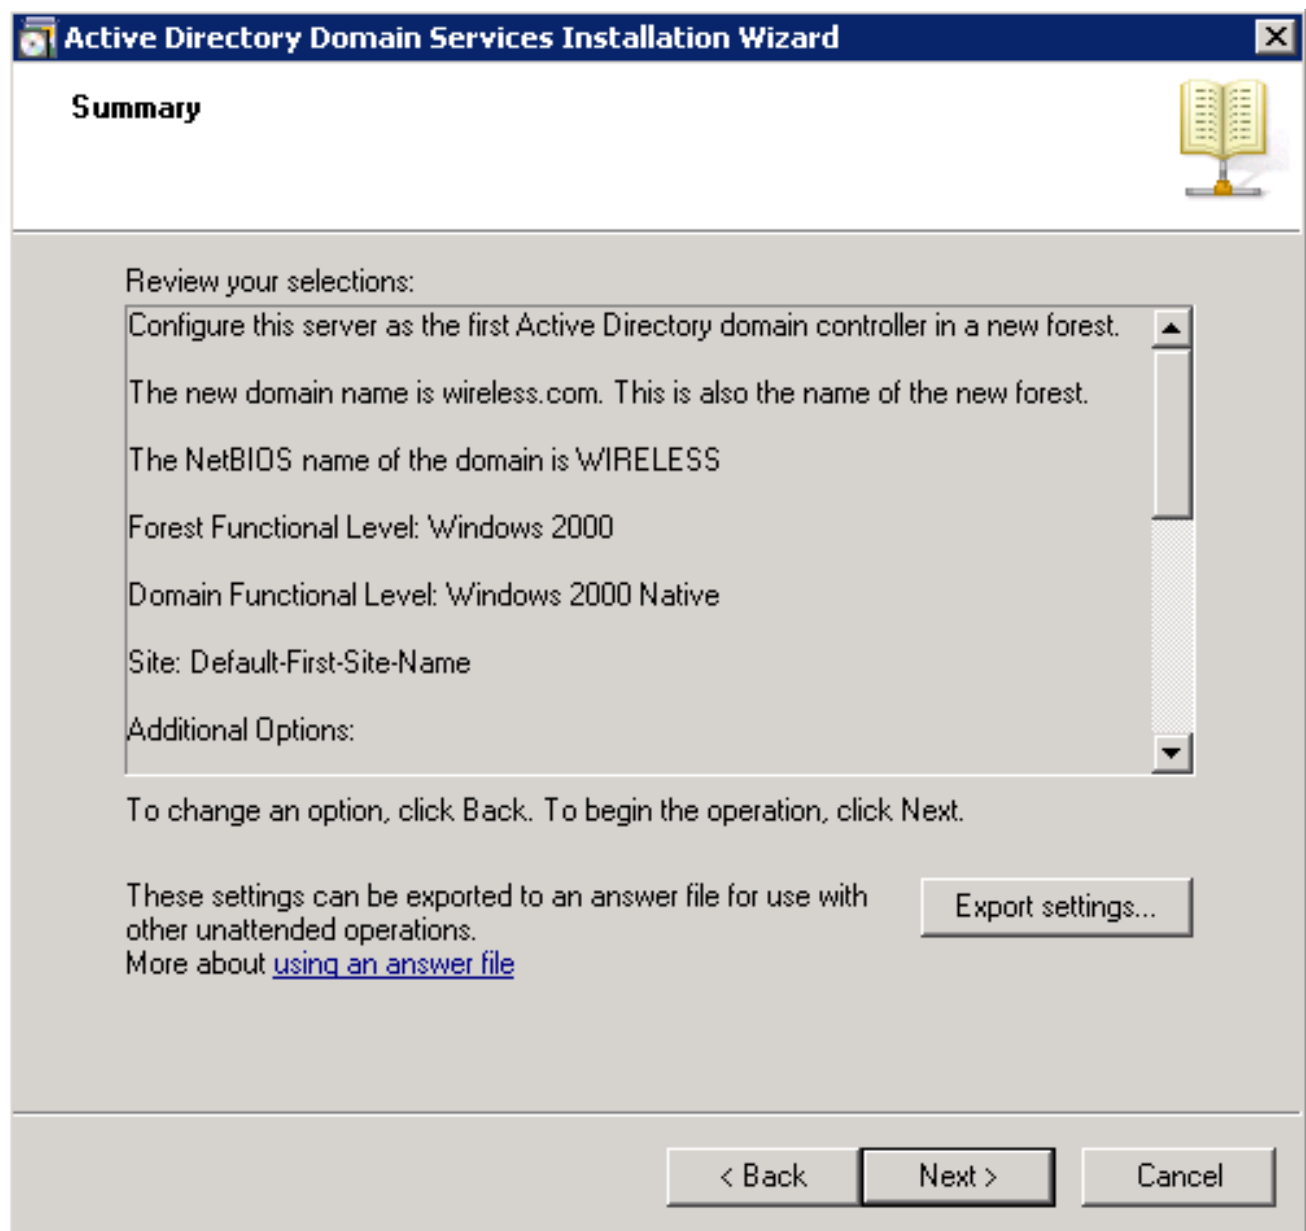 Active Directory Domain Services Installation Wizard
Summary
Review your selections:
Configure this server as the first Active Directory domain controller in a new forest.
The new domain name is wireless.com. This is also the name of the new forest.
The NetBIOS name of the domain is WIRELESS
Forest Functional Level: Windows 2000
Domain Functional Level: Windows 2000 Native
Site: Default-First-Site-Name
Additional Options:
To change an option, click Back. To begin the operation, click Next.
These settings can be exported to an answer file for use with
other unattended operations.
More about using an answer file
Export settings...
< Back
Next >
Cancel